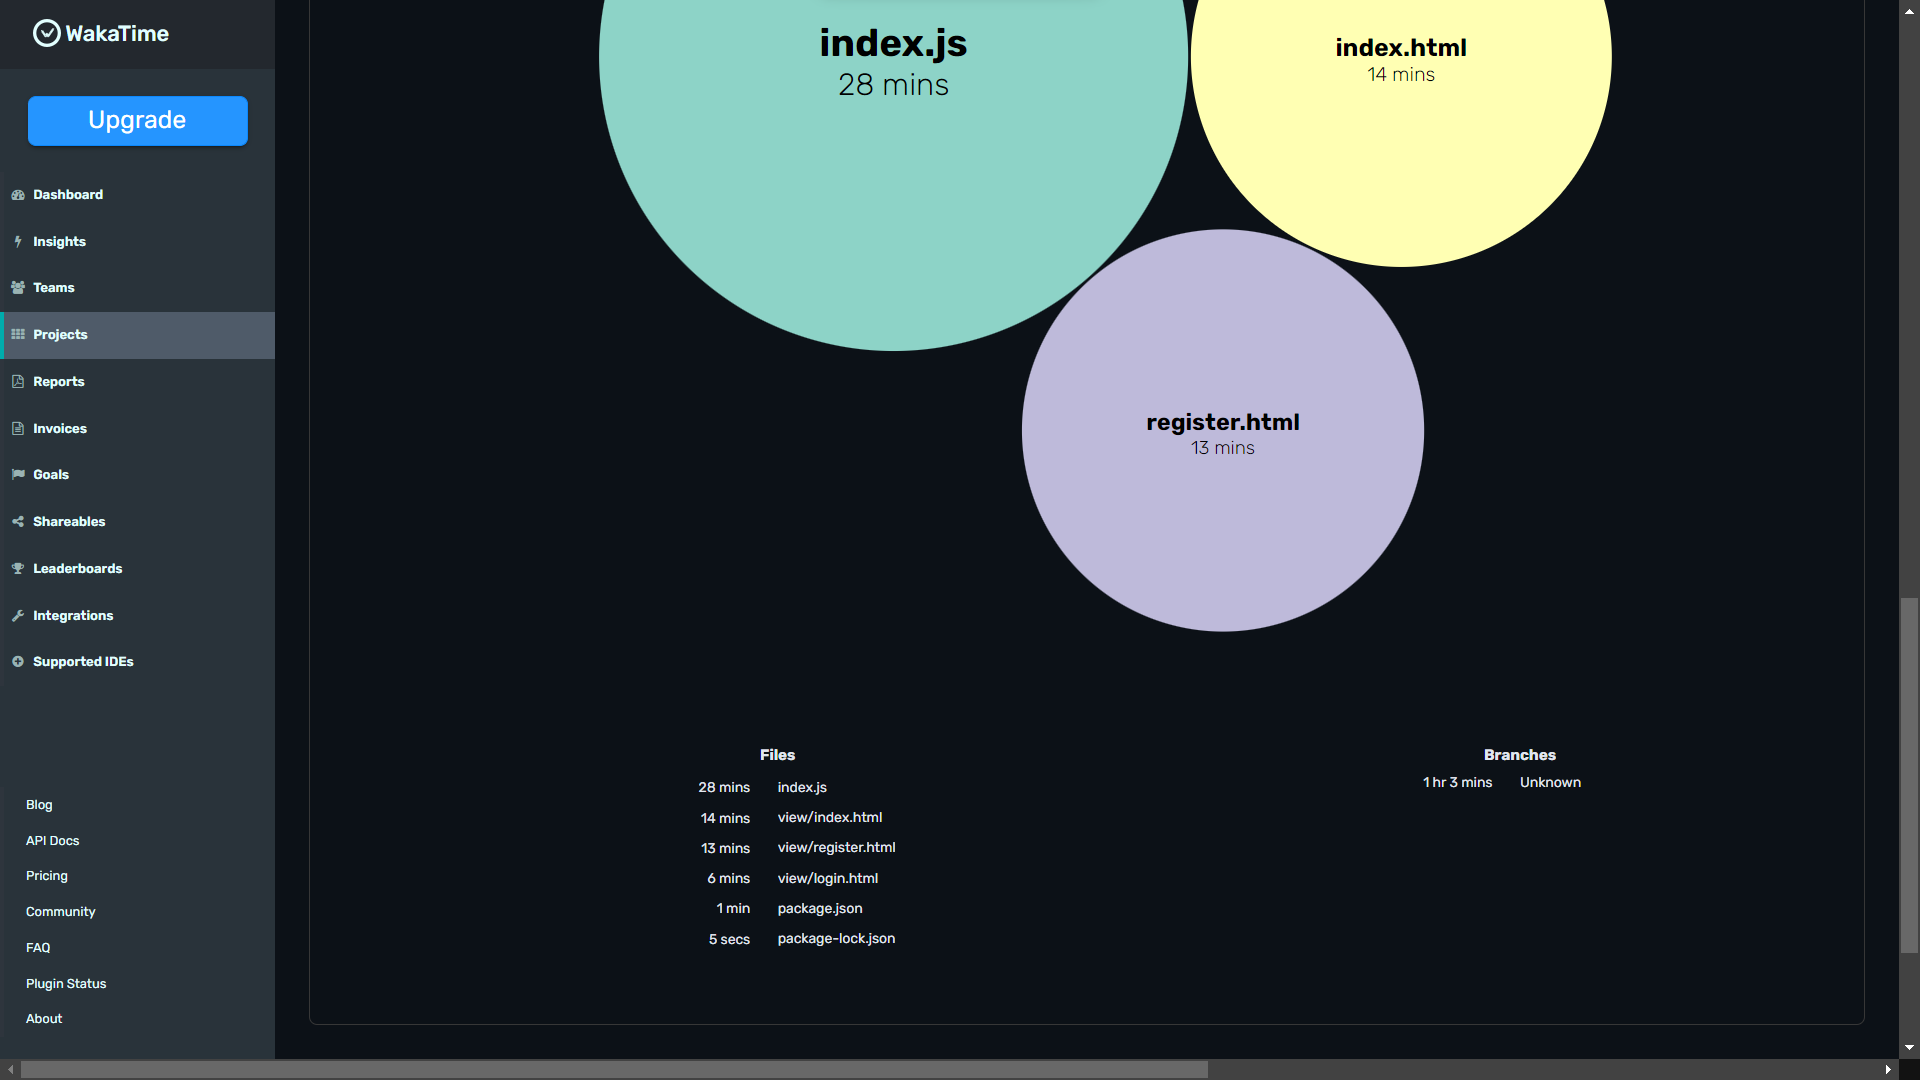 WakaTime
Upgrade
Dashboard
Insights
Teams
Projects
Reports
Invoices
Goals
Shareables
Leaderboards
Integrations
Supported IDEs
Blog
API Docs
Pricing
Community
FAQ
Plugin Status
About
index.js
28 mins
index.html
14 mins
register.html
13 mins
Files
28 mins index.js
14 mins view/index.html
13 mins view/register.html
6 mins view/login.html
1 min package.json
5 secs package-lock.json
Branches
1 hr 3 mins Unknown